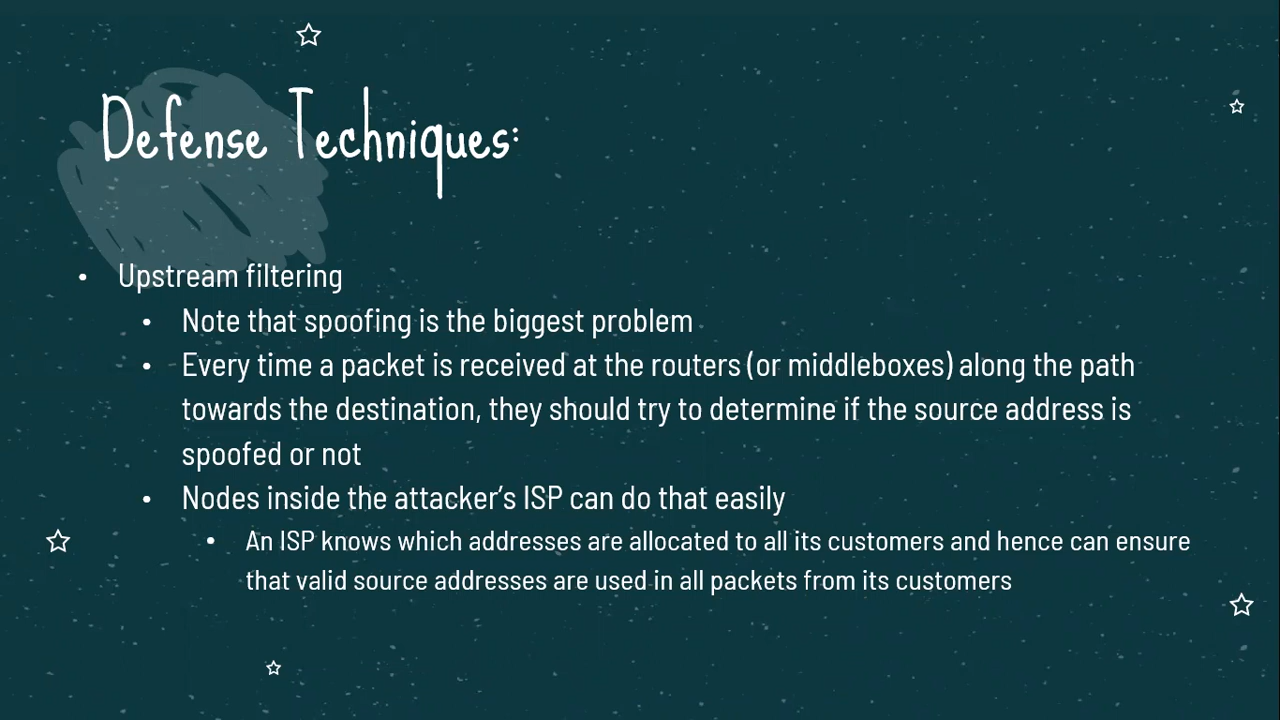 Defense Techniques:
• Upstream filtering
• Note that spoofing is the biggest problem
• Every time a packet is received at the routers (or middleboxes) along the path
towards the destination, they should try to determine if the source address is
spoofed or not
• Nodes inside the attacker’s ISP can do that easily
• An ISP knows which addresses are allocated to all its customers and hence can ensure
that valid source addresses are used in all packets from its customers